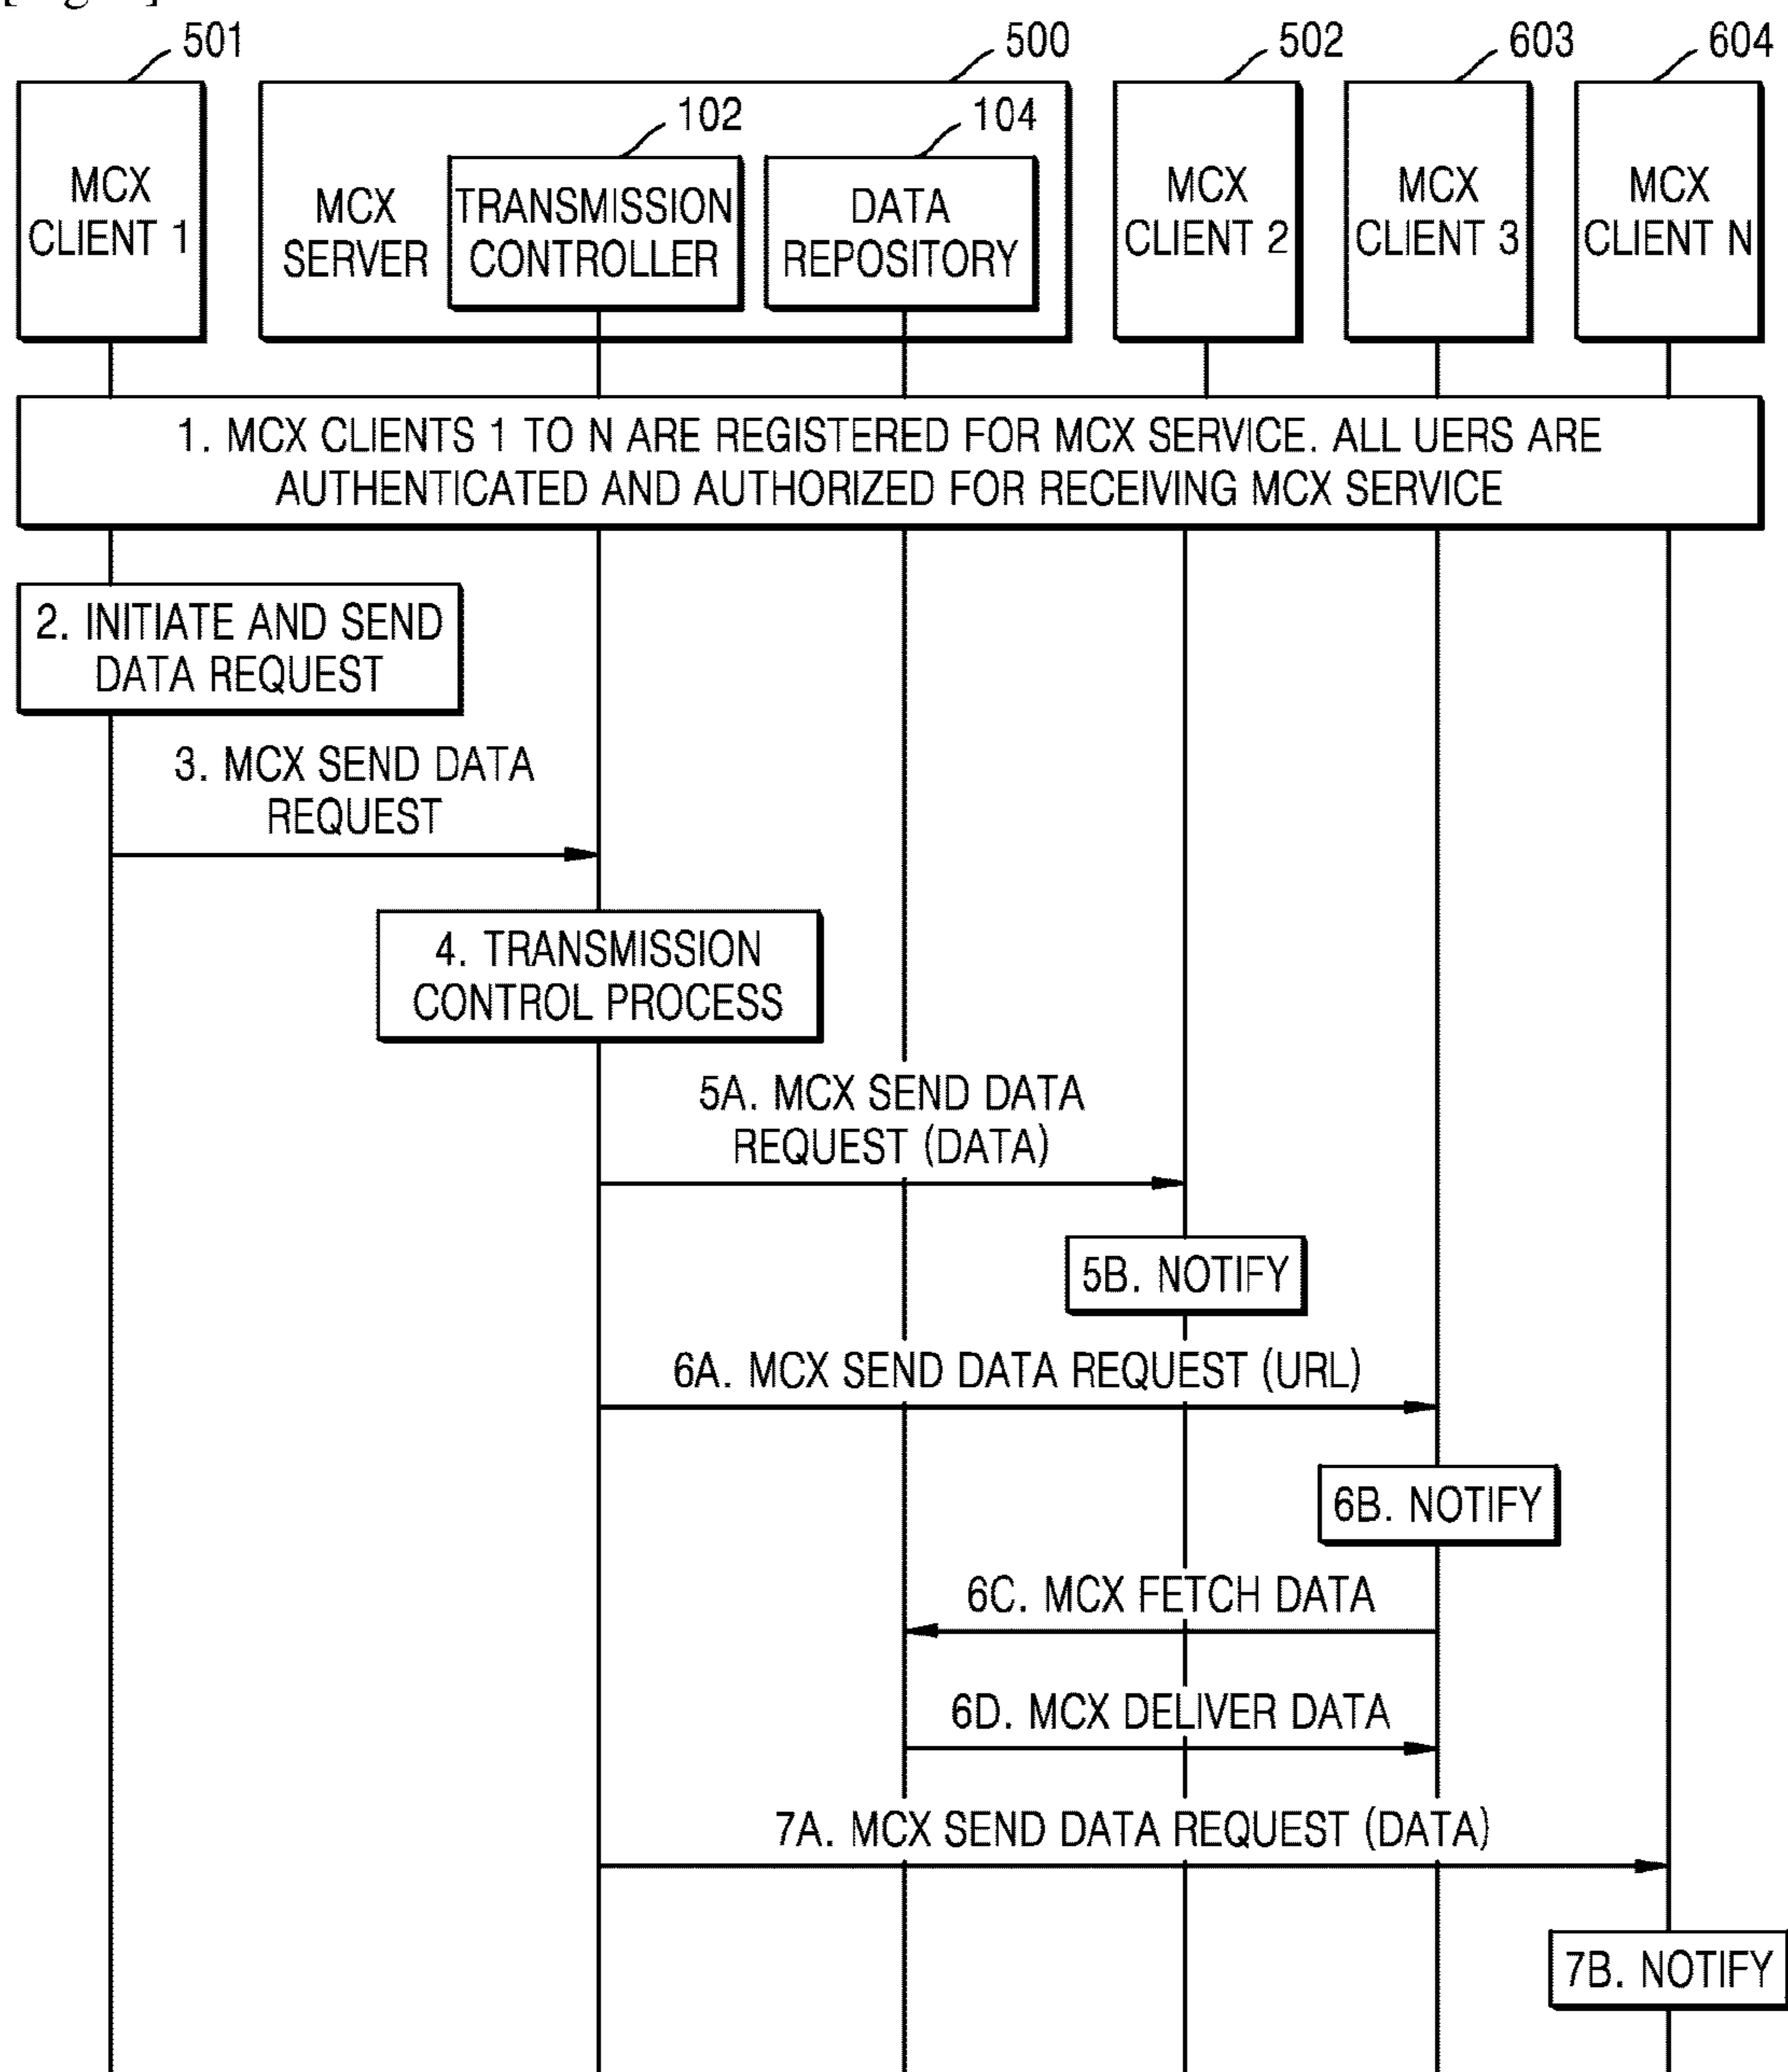 501
500
502
603
604
102
104
MCX
CLIENT 1
MCX
SERVER
TRANSMISSION
CONTROLLER
DATA
REPOSITORY
MCX
CLIENT 2
MCX
CLIENT 3
MCX
CLIENT N
1. MCX CLIENTS 1 TO N ARE REGISTERED FOR MCX SERVICE. ALL UERS ARE
AUTHENTICATED AND AUTHORIZED FOR RECEIVING MCX SERVICE
2. INITIATE AND SEND
DATA REQUEST
3. MCX SEND DATA
REQUEST
4. TRANSMISSION
CONTROL PROCESS
5A. MCX SEND DATA
REQUEST (DATA)
5B. NOTIFY
6A. MCX SEND DATA REQUEST (URL)
6B. NOTIFY
6C. MCX FETCH DATA
6D. MCX DELIVER DATA
7A. MCX SEND DATA REQUEST (DATA)
7B. NOTIFY